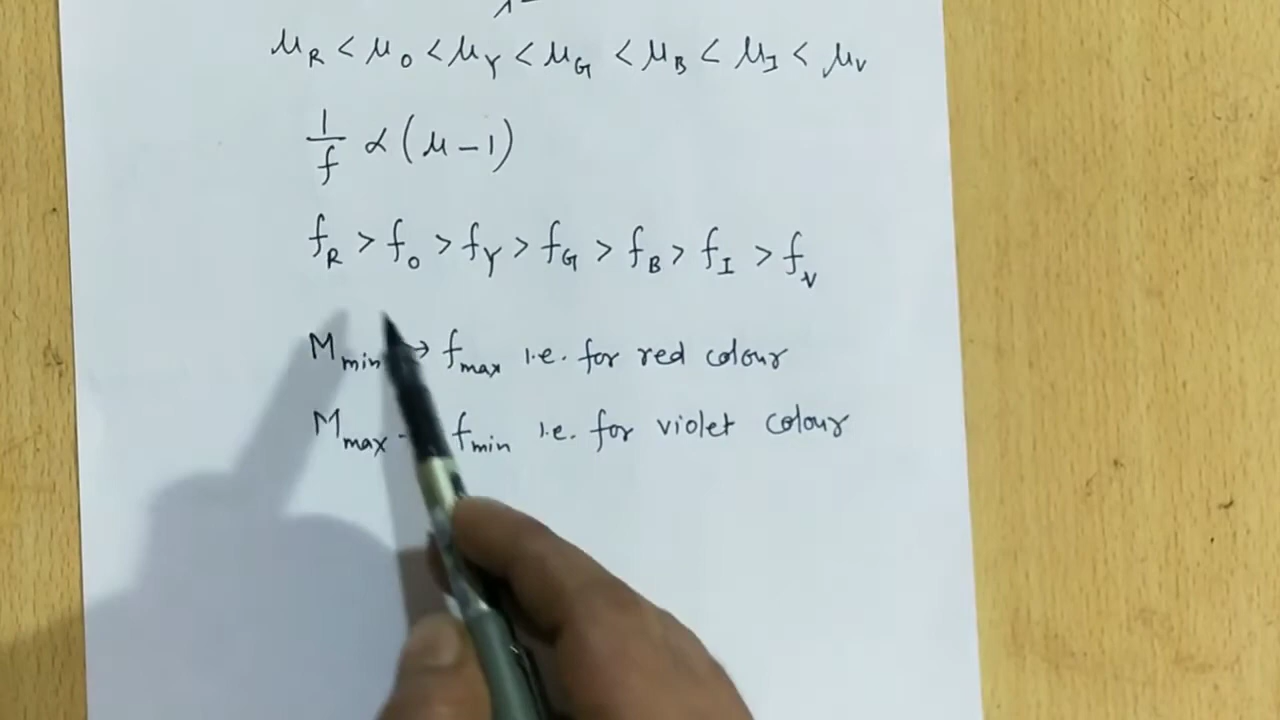 μR < μO < μY < μG < μB < μI < μV
1/f ∝ (μ - 1)
fR > fO > fY > fG > fB > fI > fV
Mmin → fmax i.e. for red colour
Mmax - fmin i.e. for violet colour